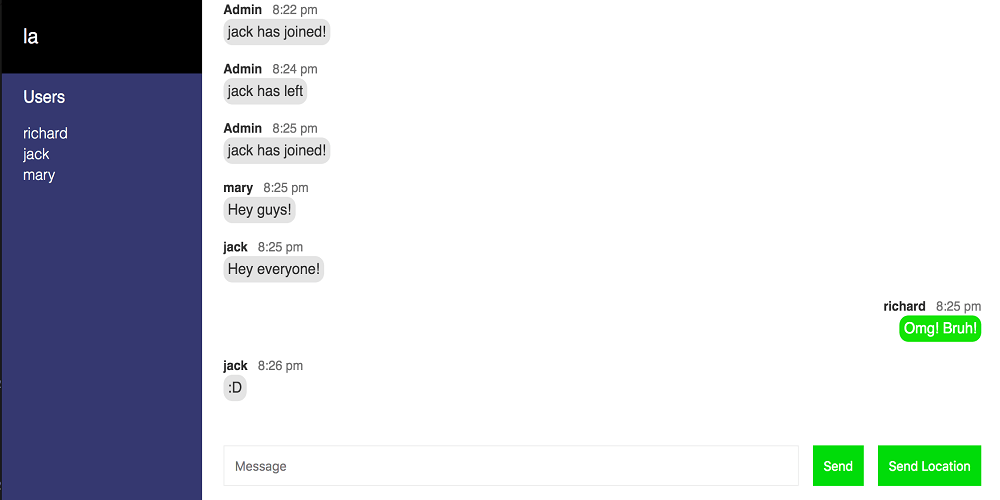 la
Users
richard
jack
mary
Admin 8:22 pm
jack has joined!
Admin 8:24 pm
jack has left
Admin 8:25 pm
jack has joined!
mary 8:25 pm
Hey guys!
jack 8:25 pm
Hey everyone!
richard 8:25 pm
Omg! Bruh!
jack 8:26 pm
:D
Message Send Send Location